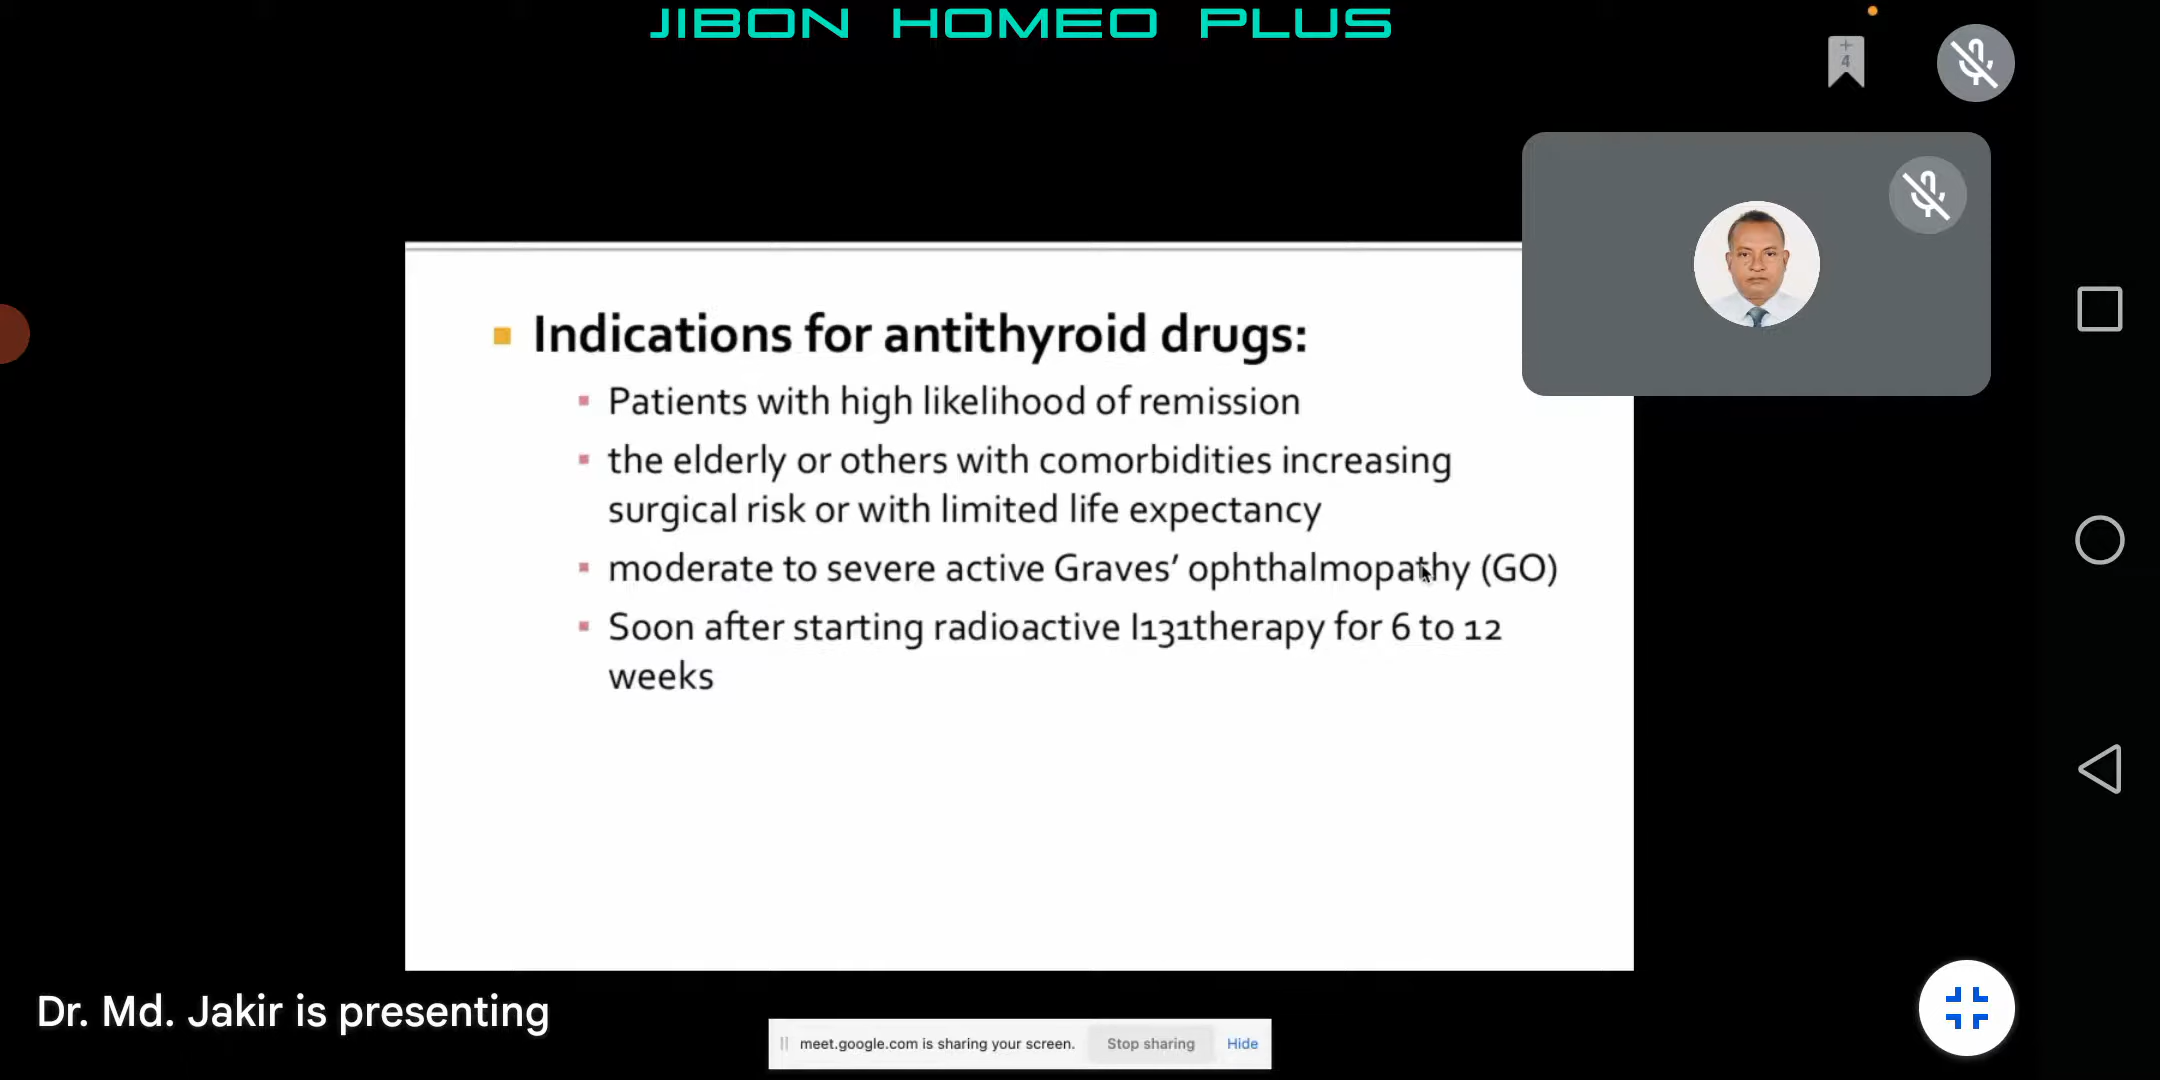 JIBON HOMEO PLUS
4
Indications for antithyroid drugs:
Patients with high likelihood of remission
the elderly or others with comorbidities increasing
surgical risk or with limited life expectancy
moderate to severe active Graves’ ophthalmopathy (GO)
Soon after starting radioactive I131therapy for 6 to 12
weeks
Dr. Md. Jakir is presenting
meet.google.com is sharing your screen. Stop sharing Hide